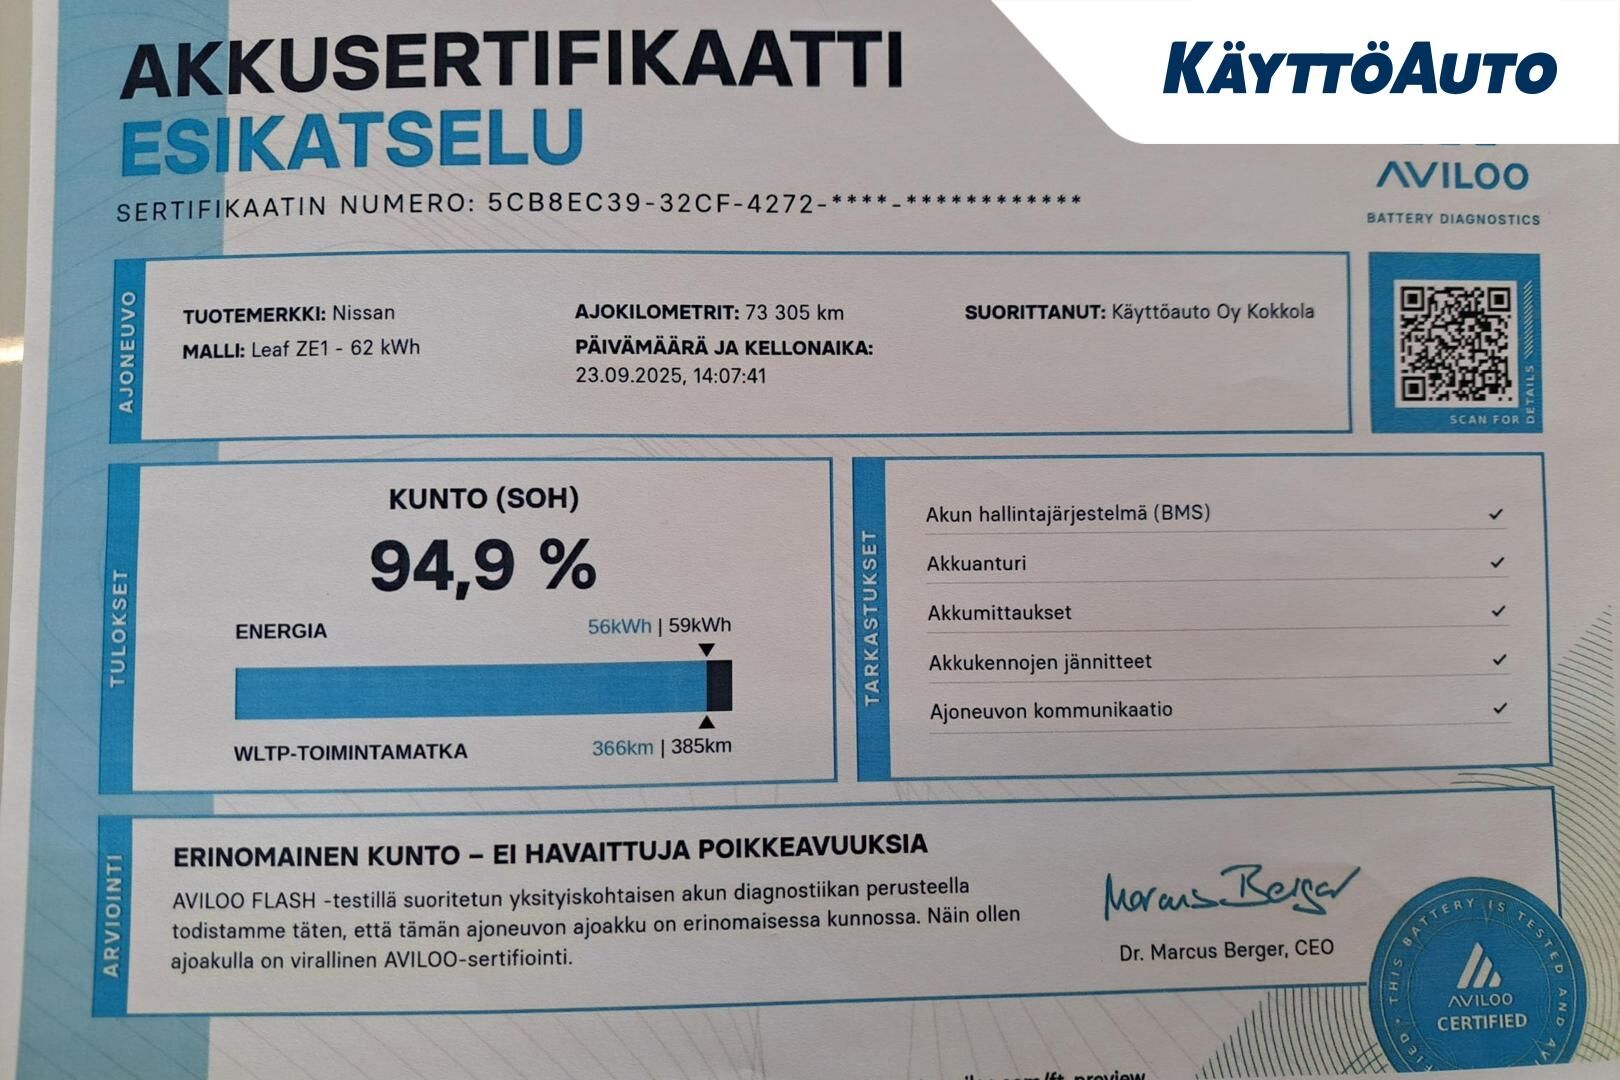 AKKUSERTIFIKAATTI
KÄYTTÖAUTO
ESIKATSELU
SERTIFIKAATIN NUMERO: 5CB8EC39-32CF-4272-****-************
AVILOO
BATTERY DIAGNOSTICS
AJONEUVO
TUOTEMERKKI: Nissan
MALLI: Leaf ZE1 - 62 kWh
AJOKILOMETRIT: 73 305 km
PÄIVÄMÄÄRÄ JA KELLONAIKA:
23.09.2025, 14:07:41
SUORITTANUT: Käyttöauto Oy Kokkola
SCAN FOR DETAILS
TULOKSET
KUNTO (SOH)
94,9 %
ENERGIA 56kWh | 59kWh
WLTP-TOIMINTAMATKA 366km | 385km
TARKASTUKSET
Akun hallintajärjestelmä (BMS) ✓
Akkuanturi ✓
Akkumittaukset ✓
Akkukennojen jännitteet ✓
Ajoneuvon kommunikaatio ✓
ARVIOINTI
ERINOMAINEN KUNTO – EI HAVAITTUJA POIKKEAVUUKSIA
AVILOO FLASH -testillä suoritetun yksityiskohtaisen akun diagnostiikan perusteella
todistamme täten, että tämän ajoneuvon ajoakku on erinomaisessa kunnossa. Näin ollen
ajoakulla on virallinen AVILOO-sertifiointi.
Marcus Berger
Dr. Marcus Berger, CEO
THIS BATTERY IS TESTED AND
AVILOO
CERTIFIED